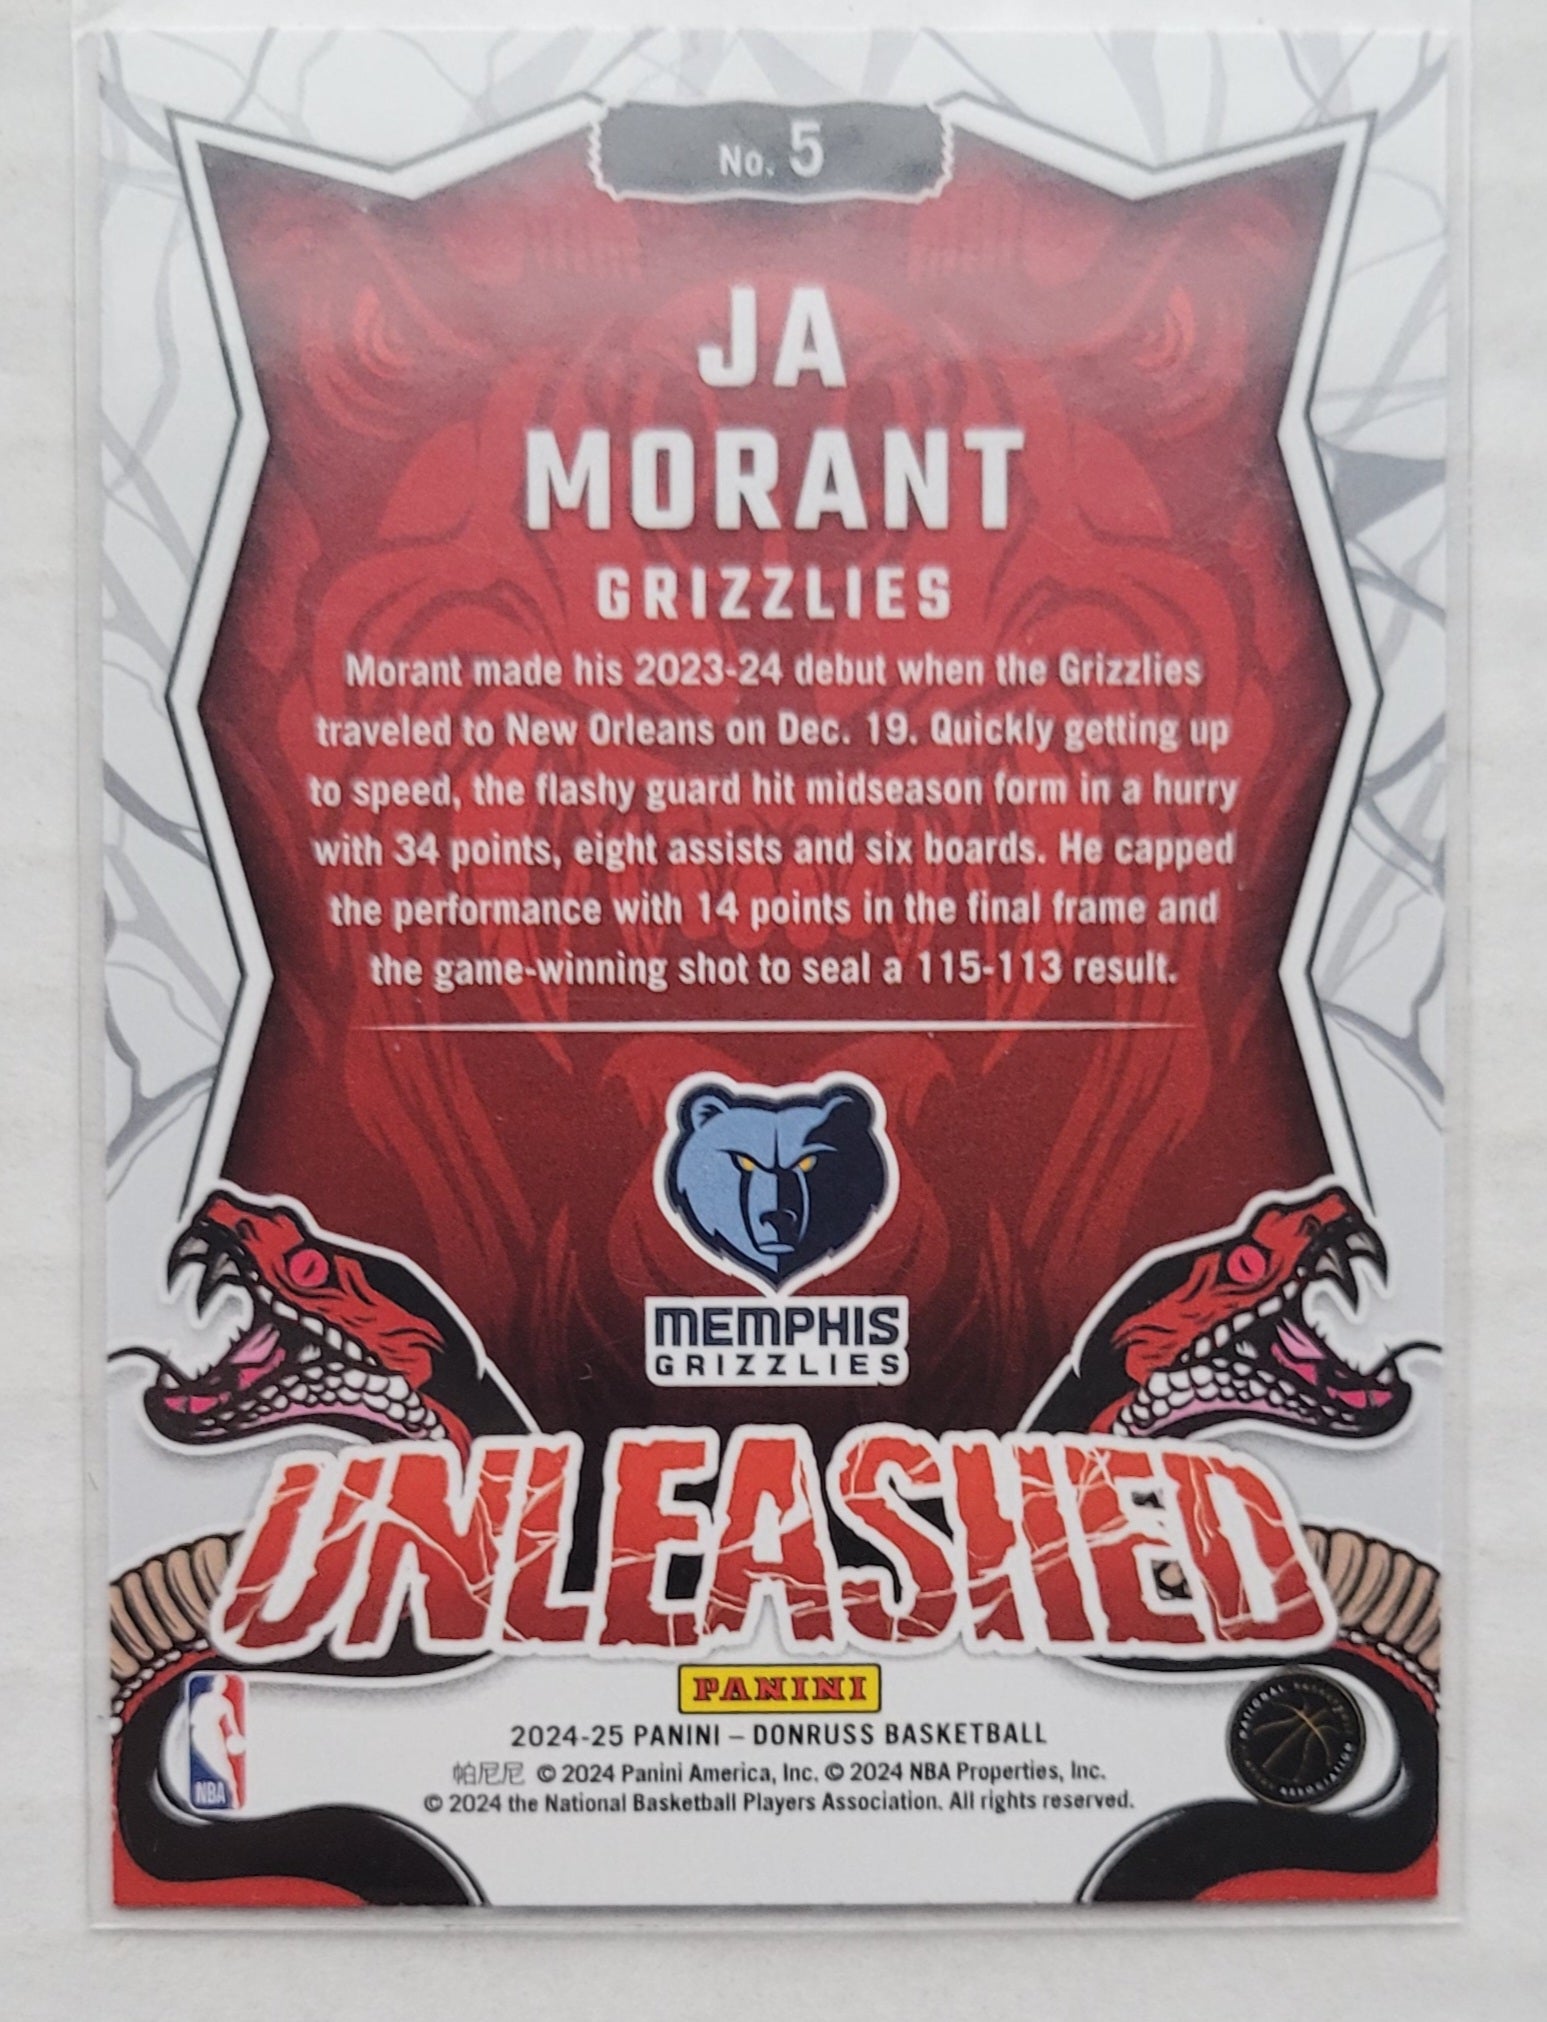 No. 5
JA
MORANT
GRIZZLIES
Morant made his 2023-24 debut when the Grizzlies
traveled to New Orleans on Dec. 19. Quickly getting up
to speed, the flashy guard hit midseason form in a hurry
with 34 points, eight assists and six boards. He capped
the performance with 14 points in the final frame and
the game-winning shot to seal a 115-113 result.
MEMPHIS
GRIZZLIES
UNLEASHED
PANINI
2024-25 PANINI – DONRUSS BASKETBALL
帕尼尼 © 2024 Panini America, Inc. © 2024 NBA Properties, Inc.
© 2024 the National Basketball Players Association. All rights reserved.
NBA
NATIONAL BASKETBALL
ASSOCIATION